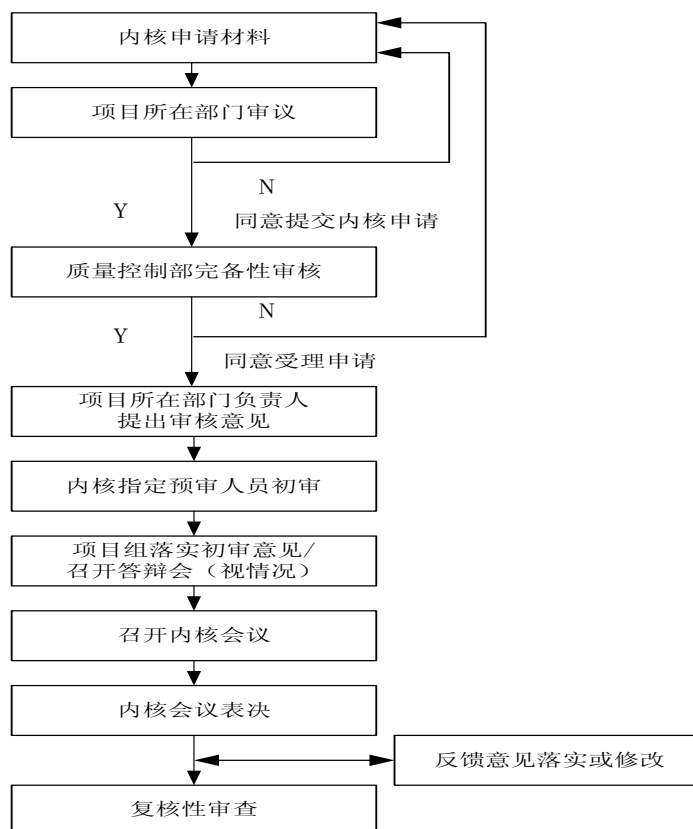 内核申请材料
项目所在部门审议
N
Y
同意提交内核申请
质量控制部完备性审核
N
Y
同意受理申请
项目所在部门负责人
提出审核意见
内核指定预审人员初审
项目组落实初审意见/
召开答辩会（视情况）
召开内核会议
内核会议表决
反馈意见落实或修改
复核性审查